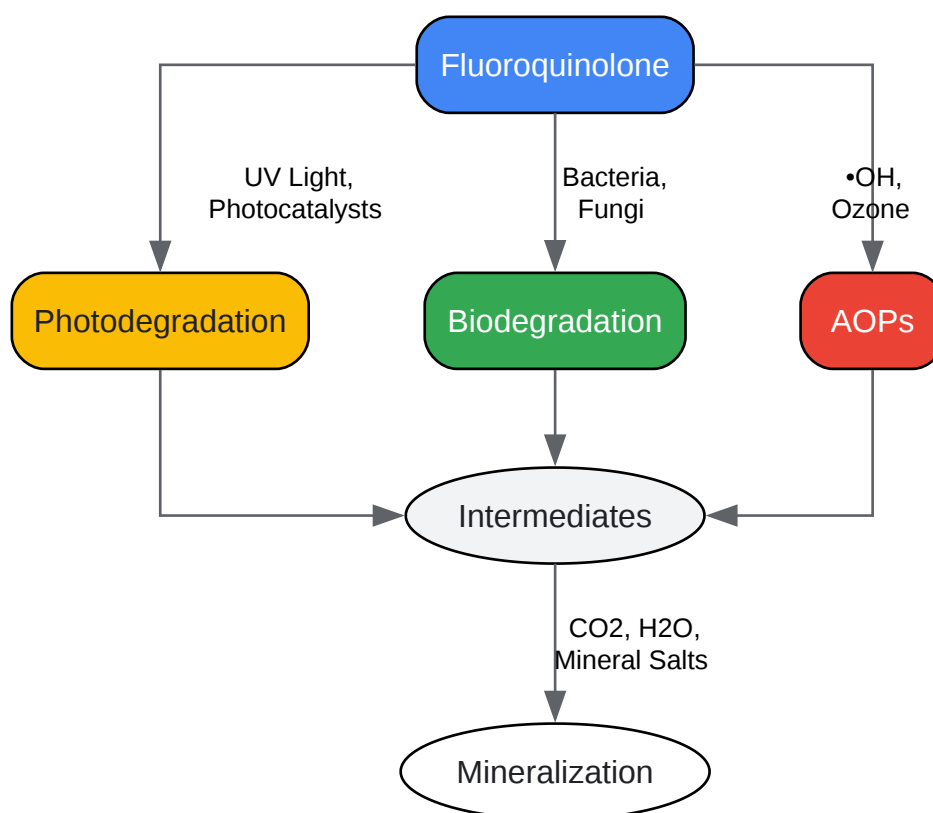 Fluoroquinolone
UV Light,
Photocatalysts
Bacteria,
Fungi
•OH,
Ozone
Photodegradation
Biodegradation
AOPs
Intermediates
CO2, H2O,
Mineral Salts
Mineralization